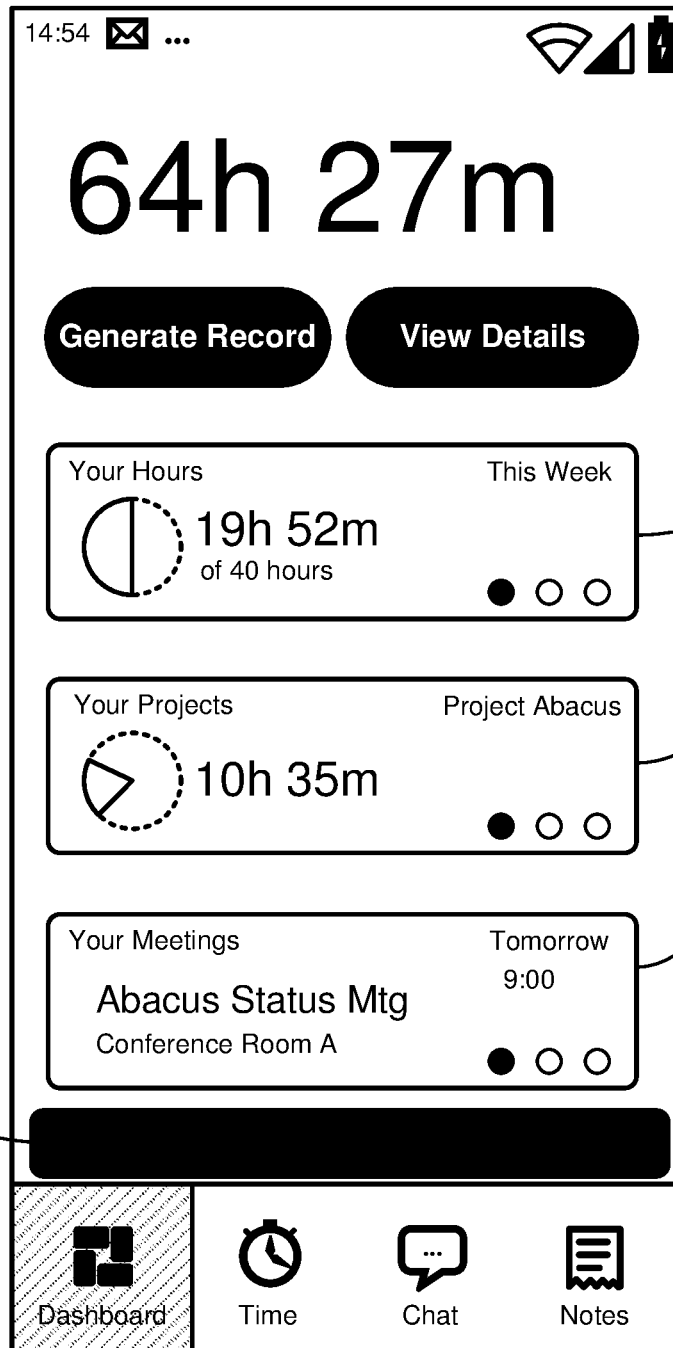 14:54 ...
64h 27m
Generate Record View Details
Your Hours This Week
19h 52m
of 40 hours
Your Projects Project Abacus
10h 35m
Your Meetings Tomorrow
9:00
Abacus Status Mtg
Conference Room A
Dashboard Time Chat Notes